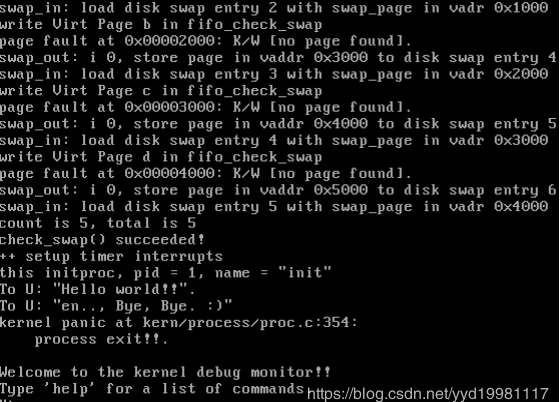 swap_in: load disk swap entry 2 with swap_page in vadr 0x1000
write Virt Page b in fifo_check_swap
page fault at 0x00002000: K/W [no page found].
swap_out: i 0, store page in vaddr 0x3000 to disk swap entry 4
swap_in: load disk swap entry 3 with swap_page in vadr 0x2000
write Virt Page c in fifo_check_swap
page fault at 0x00003000: K/W [no page found].
swap_out: i 0, store page in vaddr 0x4000 to disk swap entry 5
swap_in: load disk swap entry 4 with swap_page in vadr 0x3000
write Virt Page d in fifo_check_swap
page fault at 0x00004000: K/W [no page found].
swap_out: i 0, store page in vaddr 0x5000 to disk swap entry 6
swap_in: load disk swap entry 5 with swap_page in vadr 0x4000
count is 5, total is 5
check_swap() succeeded!
++ setup timer interrupts
this initproc, pid = 1, name = "init"
To U: "Hello world!!".
To U: "en.., Bye, Bye. :)"
kernel panic at kern/process/proc.c:354:
    process exit!!.
Welcome to the kernel debug monitor!!
Type 'help' for a list of commands.
https://blog.csdn.net/yyd19981117